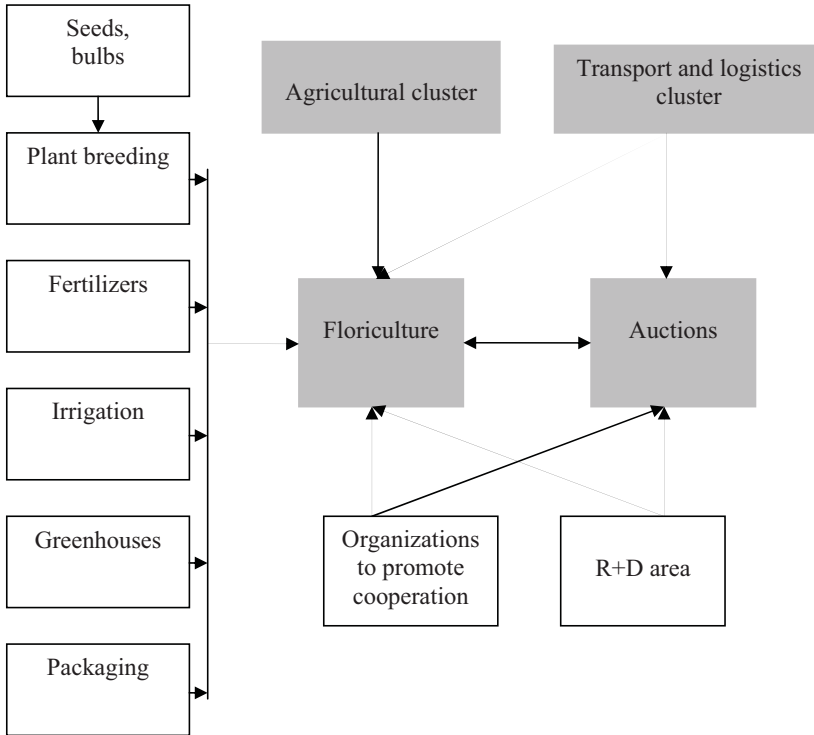 Seeds,
bulbs
Plant breeding
Fertilizers
Irrigation
Greenhouses
Packaging
Agricultural cluster
Transport and logistics
cluster
Floriculture
Auctions
Organizations
to promote
cooperation
R+D area